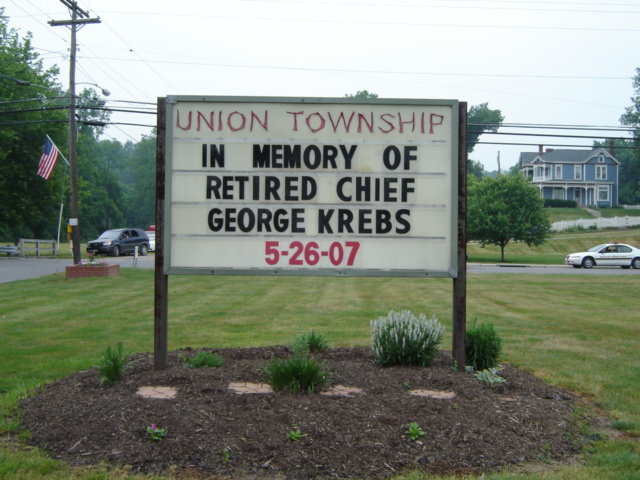 UNION TOWNSHIP
IN MEMORY OF
RETIRED CHIEF
GEORGE KREBS
5-26-07